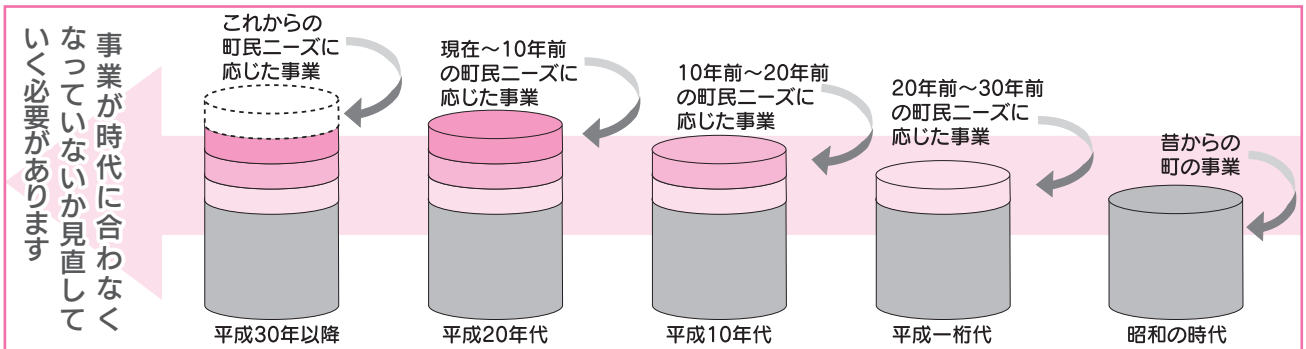 事業が時代に合わなく
なっていないか見直して
いく必要があります
これからの
町民ニーズに
応じた事業
現在~10年前
の町民ニーズに
応じた事業
10年前~20年前
の町民ニーズに
応じた事業
20年前~30年前
の町民ニーズに
応じた事業
昔からの
町の事業
平成30年以降
平成20年代
平成10年代
平成一桁代
昭和の時代